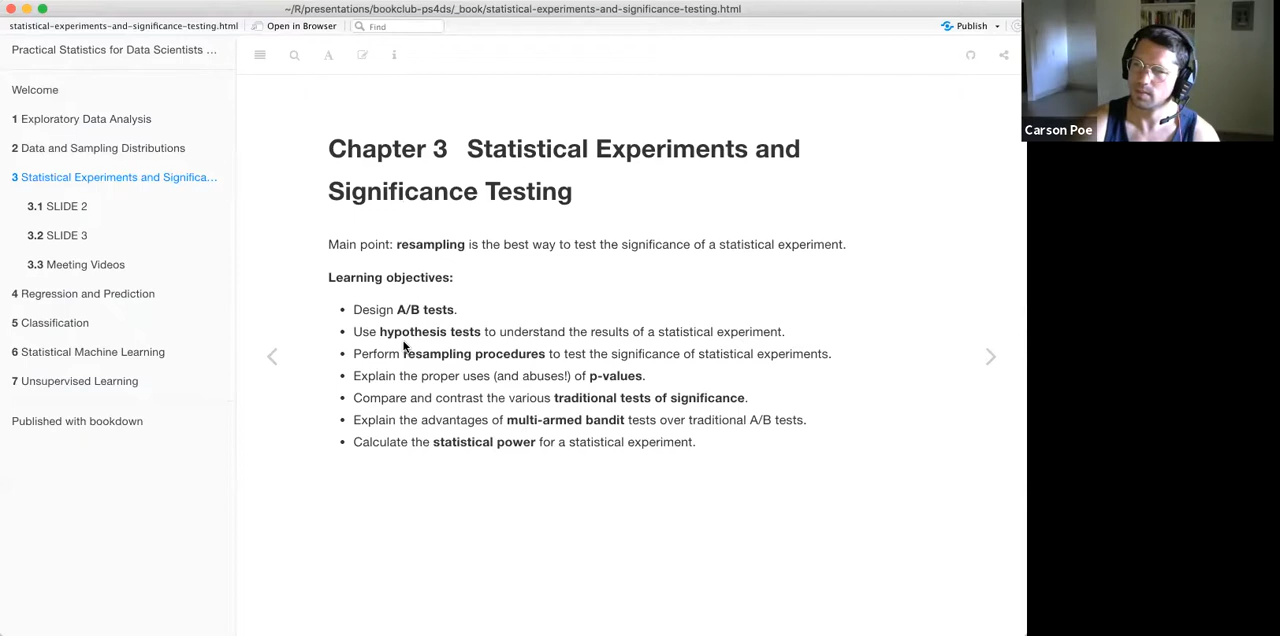 ~/R/presentations/bookclub-ps4ds/_book/statistical-experiments-and-significance-testing.html
statistical-experiments-and-significance-testing.html
Open in Browser
Find
Publish
Practical Statistics for Data Scientists ...
Welcome
1 Exploratory Data Analysis
2 Data and Sampling Distributions
3 Statistical Experiments and Significa...
3.1 SLIDE 2
3.2 SLIDE 3
3.3 Meeting Videos
4 Regression and Prediction
5 Classification
6 Statistical Machine Learning
7 Unsupervised Learning
Published with bookdown
A
i
Chapter 3 Statistical Experiments and
Significance Testing
Main point: resampling is the best way to test the significance of a statistical experiment.
Learning objectives:
• Design A/B tests.
• Use hypothesis tests to understand the results of a statistical experiment.
• Perform resampling procedures to test the significance of statistical experiments.
• Explain the proper uses (and abuses!) of p-values.
• Compare and contrast the various traditional tests of significance.
• Explain the advantages of multi-armed bandit tests over traditional A/B tests.
• Calculate the statistical power for a statistical experiment.
Carson Poe